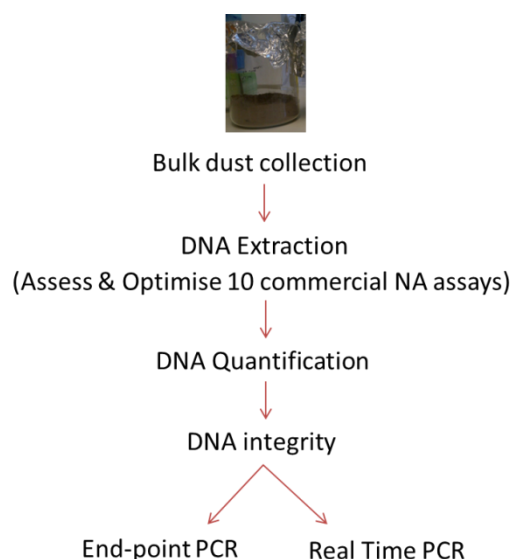 Bulk dust collection
DNA Extraction
(Assess & Optimise 10 commercial NA assays)
DNA Quantification
DNA integrity
End-point PCR Real Time PCR